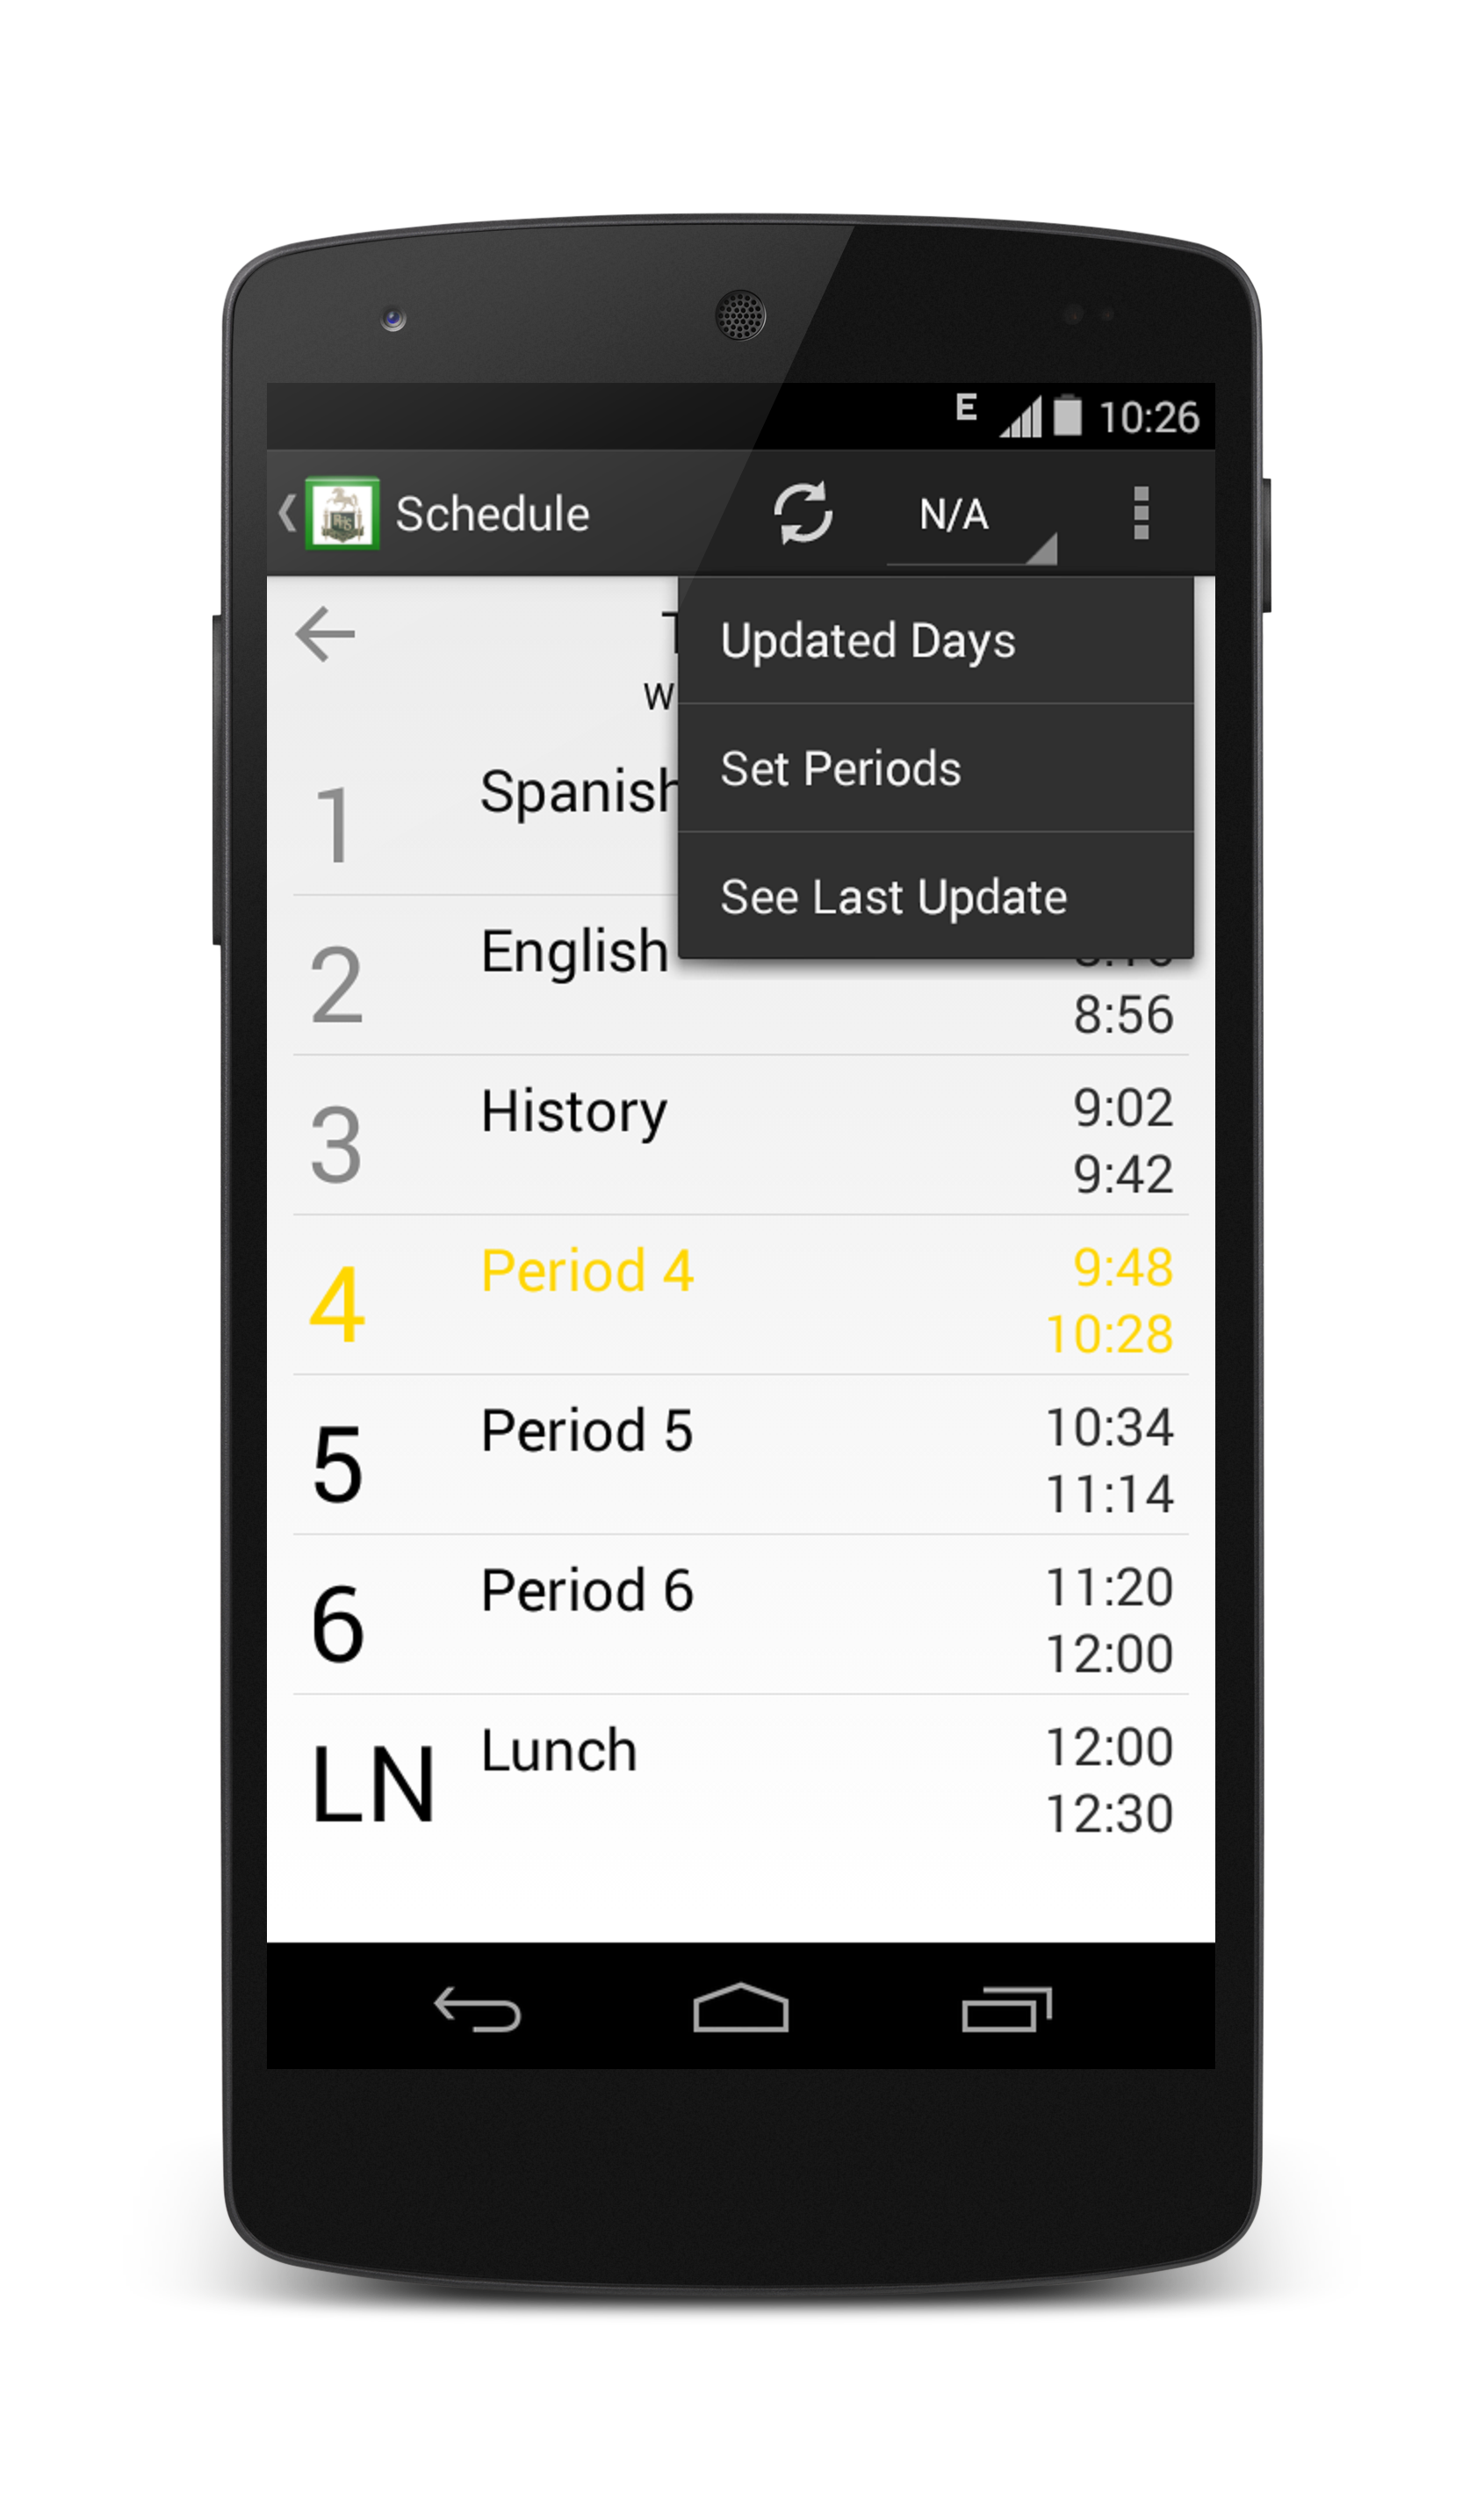 E 10:26
Schedule N/A
Updated Days
Set Periods
See Last Update
1 Spanish
2 English
8:56
3 History 9:02
9:42
4 Period 4 9:48
10:28
5 Period 5 10:34
11:14
6 Period 6 11:20
12:00
LN Lunch 12:00
12:30